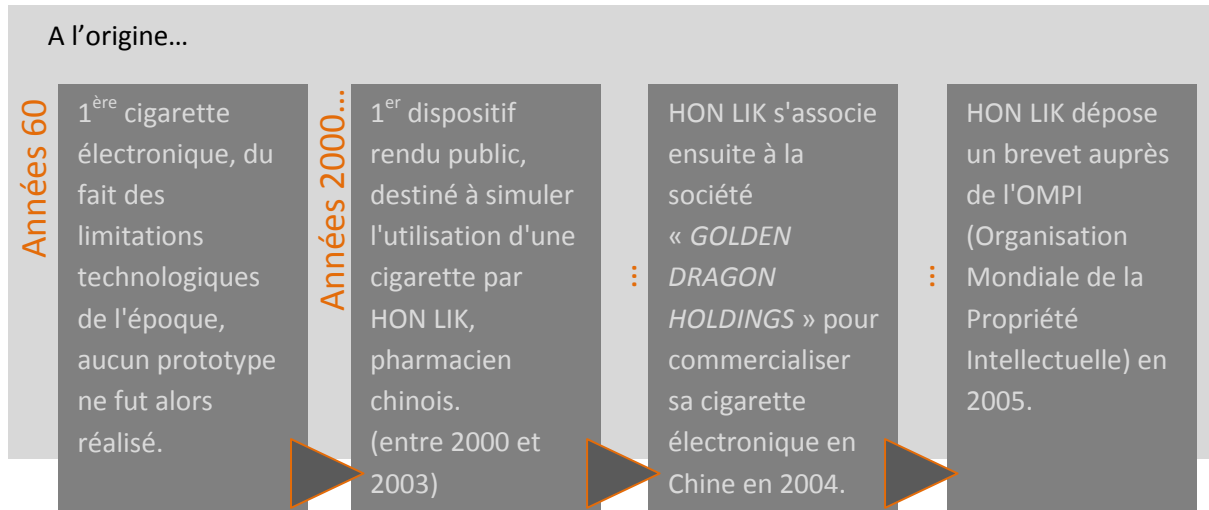 A l'origine…
Années 60
1ère cigarette
électronique, du
fait des
limitations
technologiques
de l'époque,
aucun prototype
ne fut alors
réalisé.
Années 2000…
1er dispositif
rendu public,
destiné à simuler
l'utilisation d'une
cigarette par
HON LIK,
pharmacien
chinois.
(entre 2000 et
2003)
…
HON LIK s'associe
ensuite à la
société
« GOLDEN
DRAGON
HOLDINGS » pour
commercialiser
sa cigarette
électronique en
Chine en 2004.
…
HON LIK dépose
un brevet auprès
de l'OMPI
(Organisation
Mondiale de la
Propriété
Intellectuelle) en
2005.